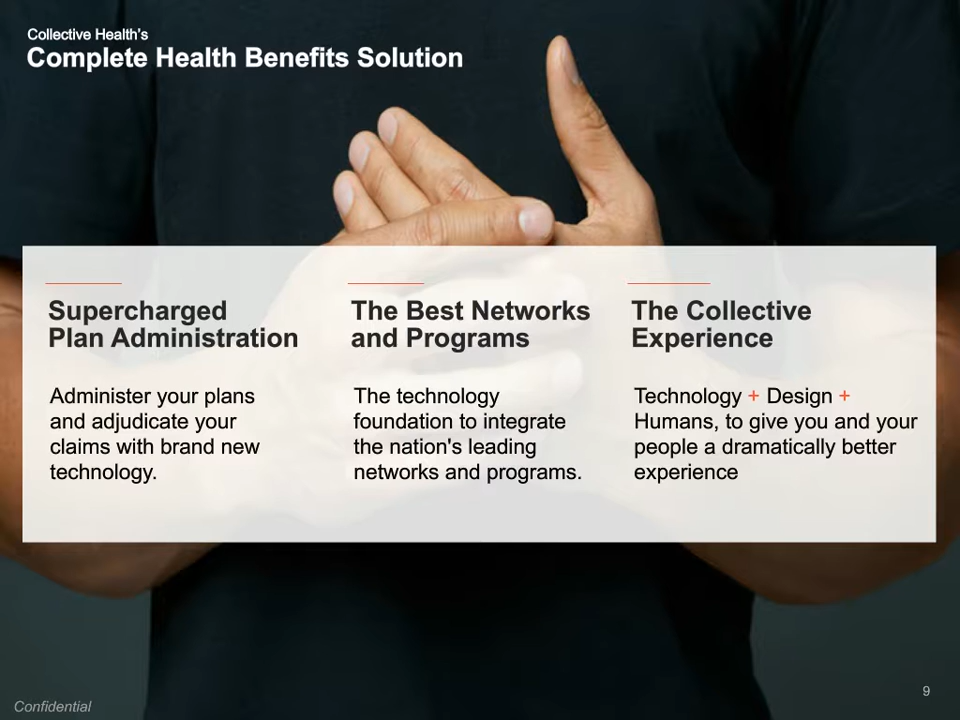 Collective Health's
Complete Health Benefits Solution
Supercharged
Plan Administration
Administer your plans
and adjudicate your
claims with brand new
technology.
The Best Networks
and Programs
The technology
foundation to integrate
the nation's leading
networks and programs.
The Collective
Experience
Technology + Design +
Humans, to give you and your
people a dramatically better
experience
Confidential
9